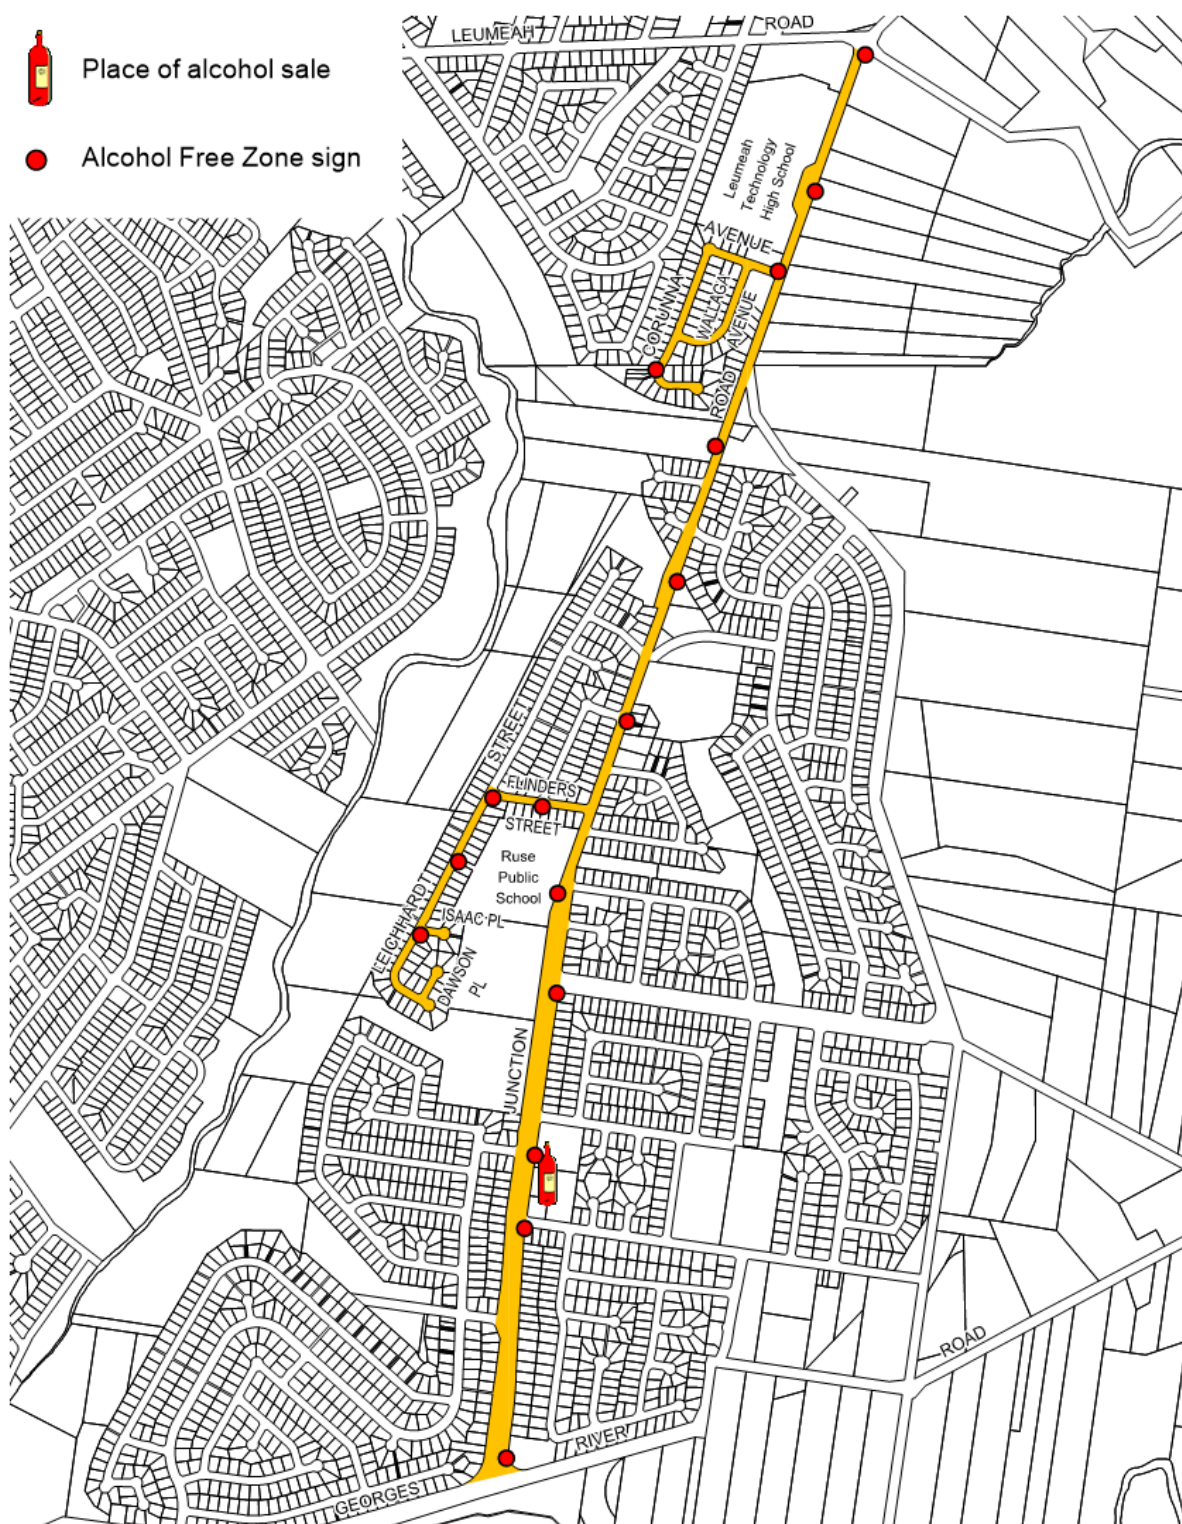 LEUMEAH ROAD
Place of alcohol sale
Alcohol Free Zone sign
Leumeah
Technology
High School
AVENUE
CORUNNA
WALLAGA
AVENUE
ROAD
STREET
FLINDERS
STREET
Ruse
Public
School
LEICHHARDT
ISAAC PL
DAWSON
PL
JUNCTION
ROAD
RIVER
GEORGES